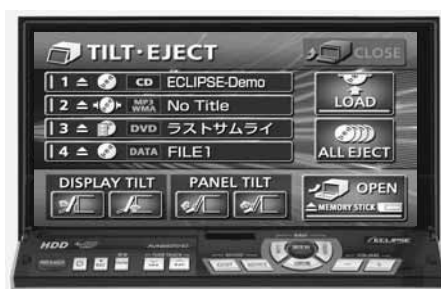 TILT·EJECT
CLOSE
1 CD ECLIPSE-Demo
2 MP3 WMA No Title
3 DVD ラストサムライ
4 DATA FILE1
LOAD
ALL EJECT
DISPLAY TILT
PANEL TILT
OPEN
MEMORY STICK
HDD
ECLIPSE